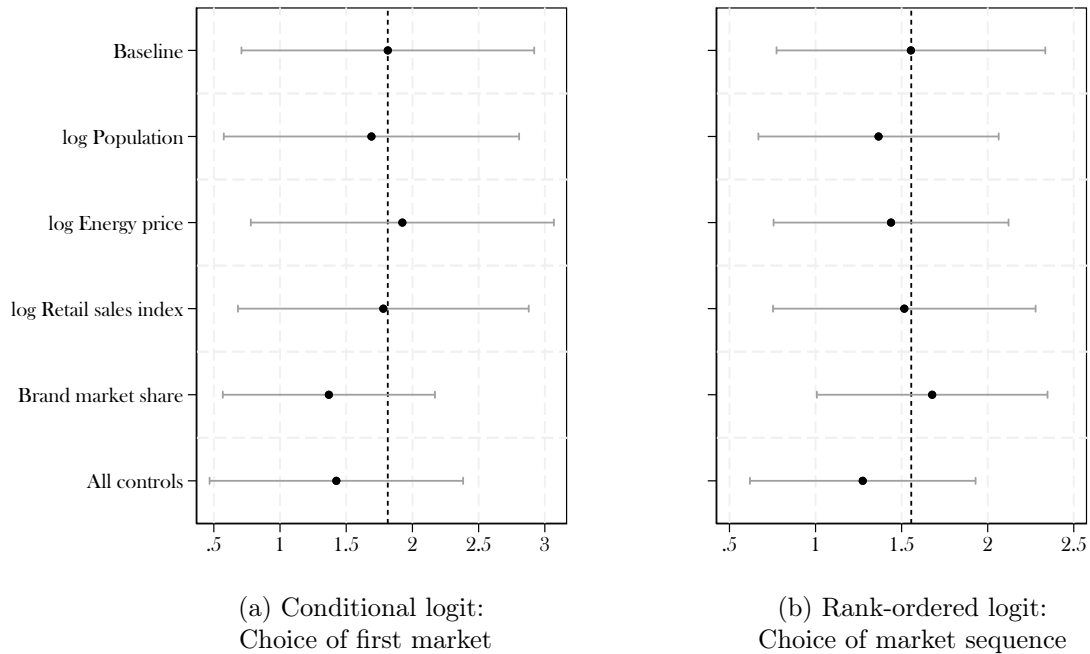 Baseline
log Population
log Energy price
log Retail sales index
Brand market share
All controls
.5 1 1.5 2 2.5 3
.5 1 1.5 2 2.5
(a) Conditional logit:
Choice of first market
(b) Rank-ordered logit:
Choice of market sequence